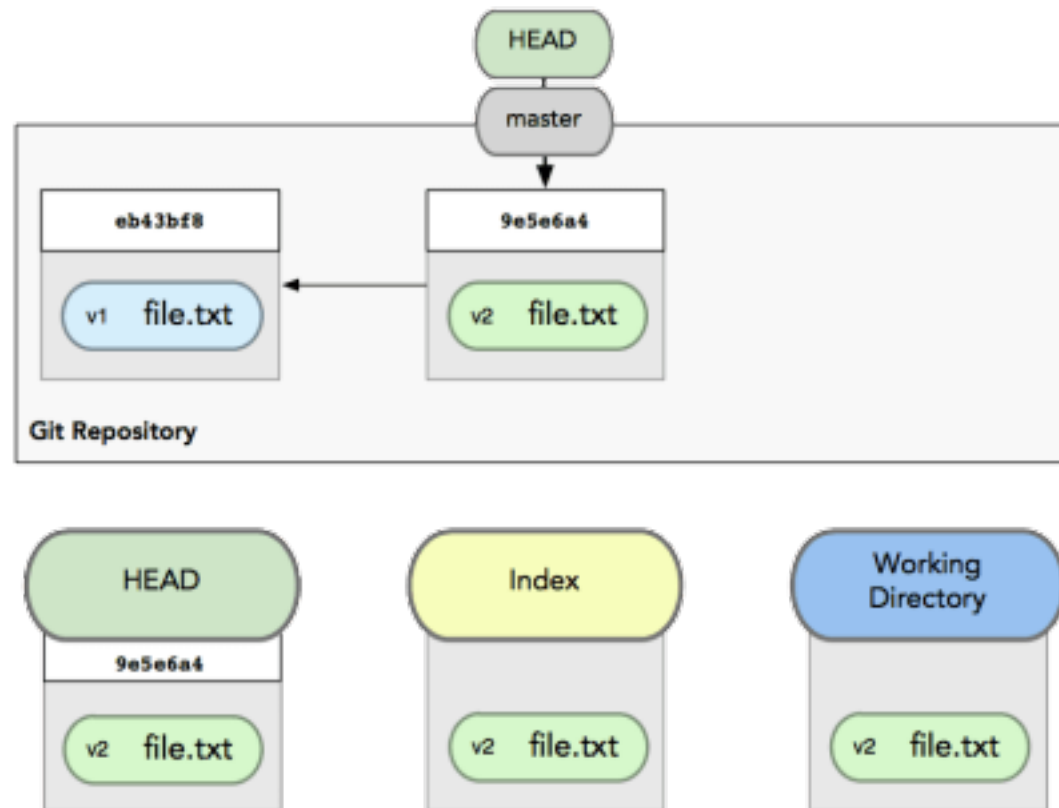 HEAD
master
eb43bf8
9e5e6a4
v1 file.txt
v2 file.txt
Git Repository
HEAD
Index
Working
Directory
9e5e6a4
v2 file.txt
v2 file.txt
v2 file.txt